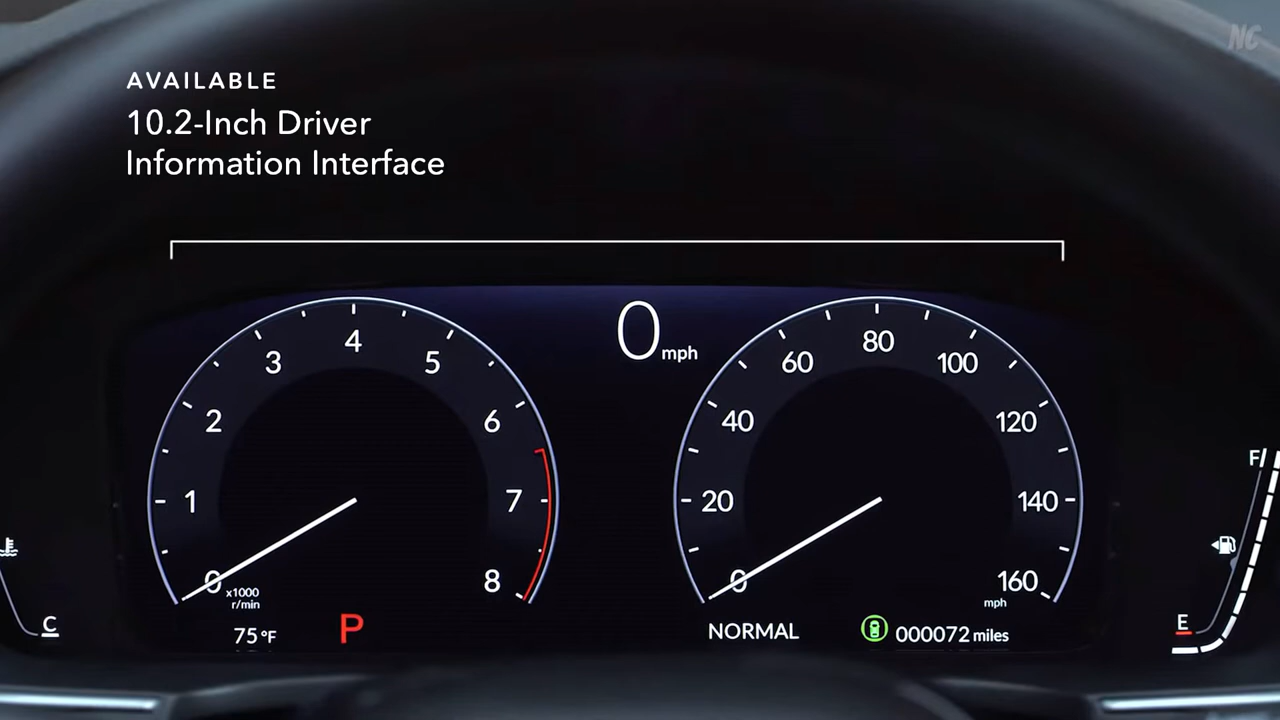 NC
AVAILABLE
10.2-Inch Driver
Information Interface
0 mph
0 1 2 3 4 5 6 7 8
x1000
r/min
0 20 40 60 80 100 120 140 160
mph
F
C
E
75°F
P
NORMAL
000072 miles